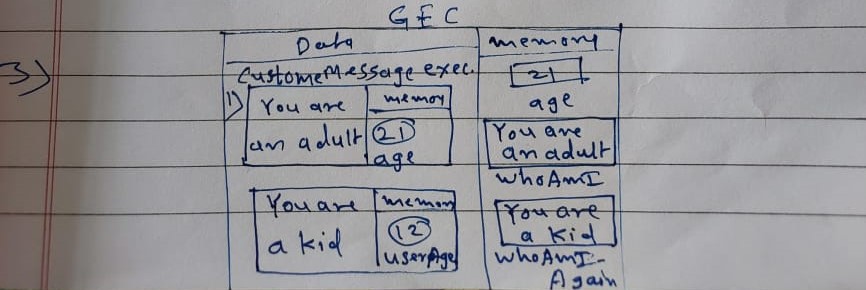 GEC
Data
memory
3)
CustomeMessage exec.
1)
You are
an adult
memoy
21
age
You are
a kid
memory
12
userAge
21
age
You are
an adult
whoAmI
You are
a kid
whoAmI-
Again